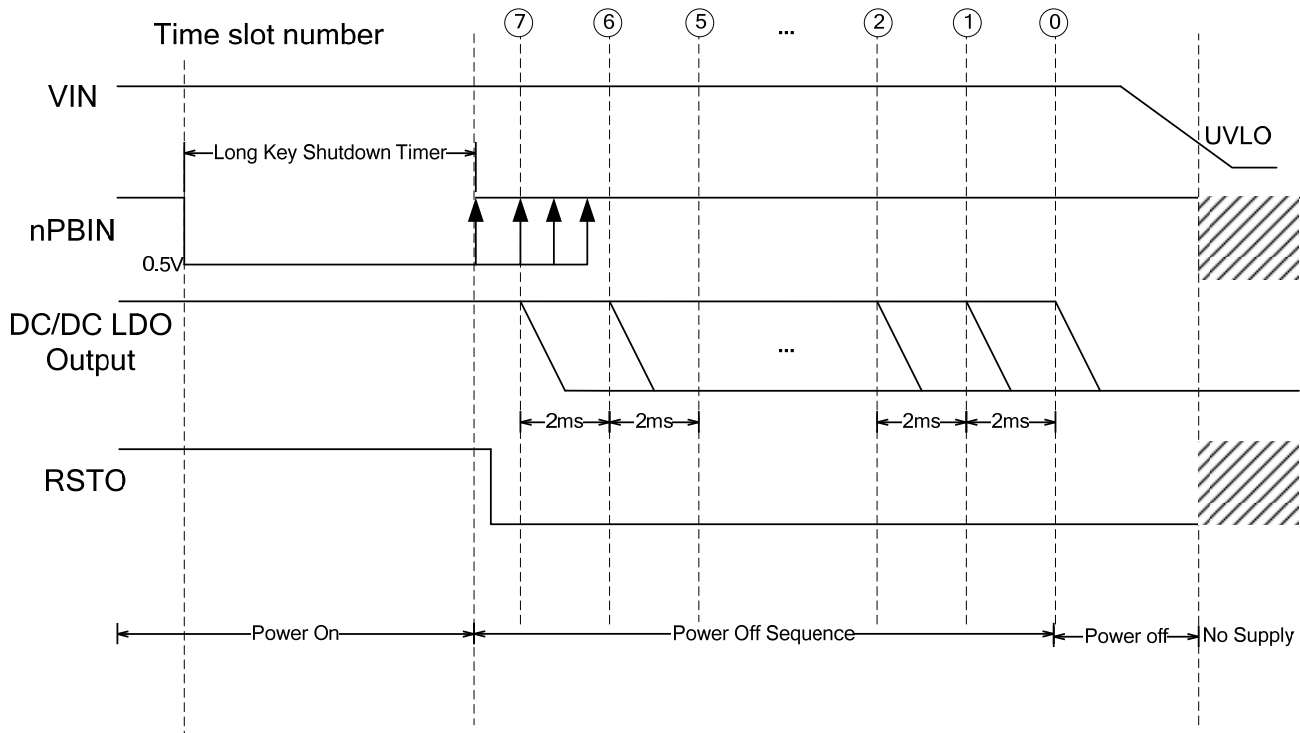 Time slot number
7 6 5 ... 2 1 0
VIN
UVLO
Long Key Shutdown Timer
nPBIN
0.5V
DC/DC LDO
Output
...
2ms 2ms 2ms 2ms
RSTO
Power On Power Off Sequence Power off No Supply